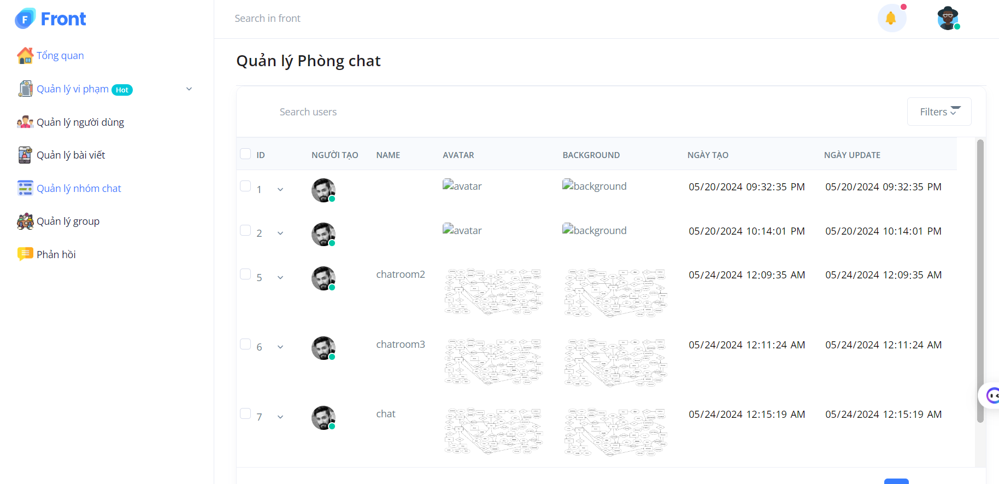 Front
Search in front
Tổng quan
Quản lý vi phạm Hot
Quản lý người dùng
Quản lý bài viết
Quản lý nhóm chat
Quản lý group
Phản hồi
Quản lý Phòng chat
Search users
Filters
ID NGƯỜI TẠO NAME AVATAR BACKGROUND NGÀY TẠO NGÀY UPDATE
1 avatar background 05/20/2024 09:32:35 PM 05/20/2024 09:32:35 PM
2 avatar background 05/20/2024 10:14:01 PM 05/20/2024 10:14:01 PM
5 chatroom2 05/24/2024 12:09:35 AM 05/24/2024 12:09:35 AM
6 chatroom3 05/24/2024 12:11:24 AM 05/24/2024 12:11:24 AM
7 chat 05/24/2024 12:15:19 AM 05/24/2024 12:15:19 AM